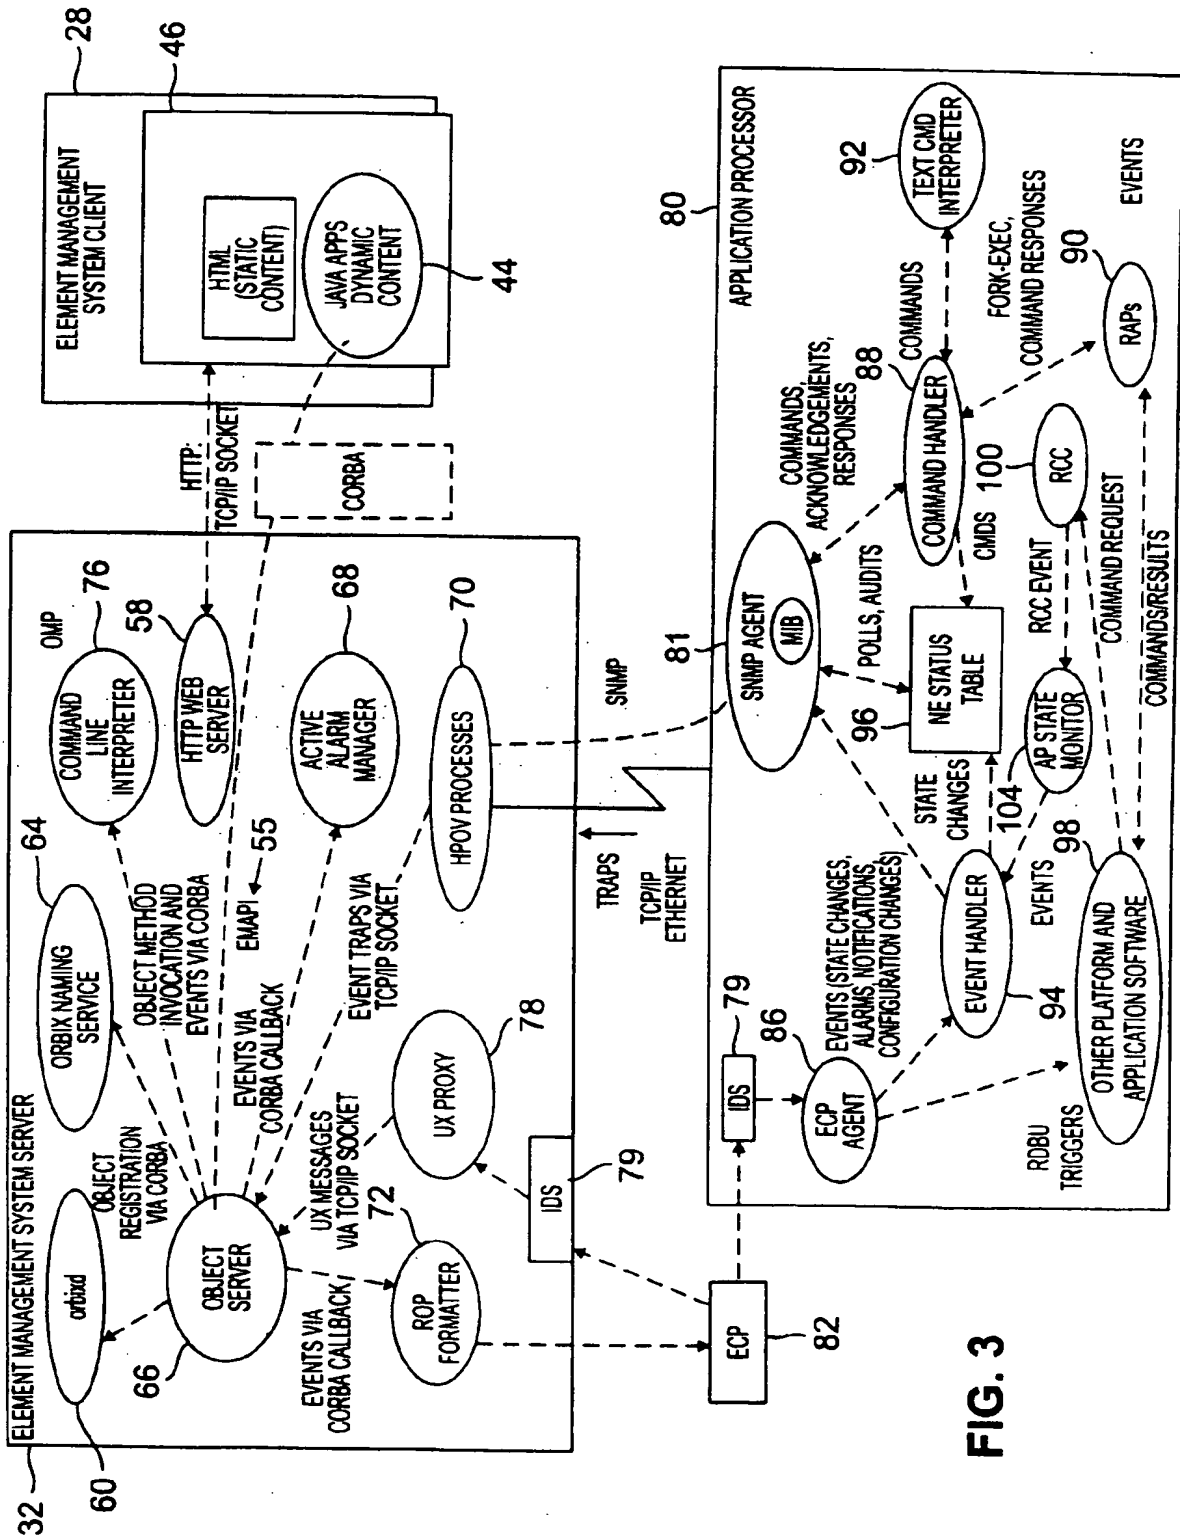 32
ELEMENT MANAGEMENT SYSTEM SERVER
60
orbixd
66
OBJECT
SERVER
OBJECT
REGISTRATION
VIA CORBA
64
ORBIX NAMING
SERVICE
OBJECT METHOD
INVOCATION AND
EVENTS VIA CORBA
OMP
76
COMMAND
LINE
INTERPRETER
58
HTTP WEB
SERVER
EMAPI
55
EVENTS VIA
CORBA CALLBACK
68
ACTIVE
ALARM
MANAGER
EVENT TRAPS VIA
TCP/IP SOCKET
70
HPOV PROCESSES
UX MESSAGES
VIA TCP/IP SOCKET
78
UX PROXY
EVENTS VIA
CORBA CALLBACK
72
ROP
FORMATTER
IDS
79
HTTP:
TCP/IP SOCKET
CORBA
28
46
ELEMENT MANAGEMENT
SYSTEM CLIENT
HTML
(STATIC
CONTENT)
JAVA APPS
DYNAMIC
CONTENT
44
TRAPS
TCP/IP
ETHERNET
SNMP
ECP
82
80
APPLICATION PROCESSOR
79
IDS
86
ECP
AGENT
RDBU
TRIGGERS
EVENTS (STATE CHANGES,
ALARMS, NOTIFICATIONS,
CONFIGURATION CHANGES)
EVENT HANDLER
94
81
SNMP AGENT
MIB
POLLS, AUDITS
COMMANDS,
ACKNOWLEDGEMENTS,
RESPONSES
88
COMMAND HANDLER
COMMANDS
92
TEXT CMD
INTERPRETER
96
NE STATUS
TABLE
STATE
CHANGES
CMDS
100
RCC
FORK-EXEC,
COMMAND RESPONSES
90
RAPs
EVENTS
104
AP STATE
MONITOR
RCC EVENT
EVENTS
98
OTHER PLATFORM AND
APPLICATION SOFTWARE
COMMAND REQUEST
COMMANDS/RESULTS
FIG. 3